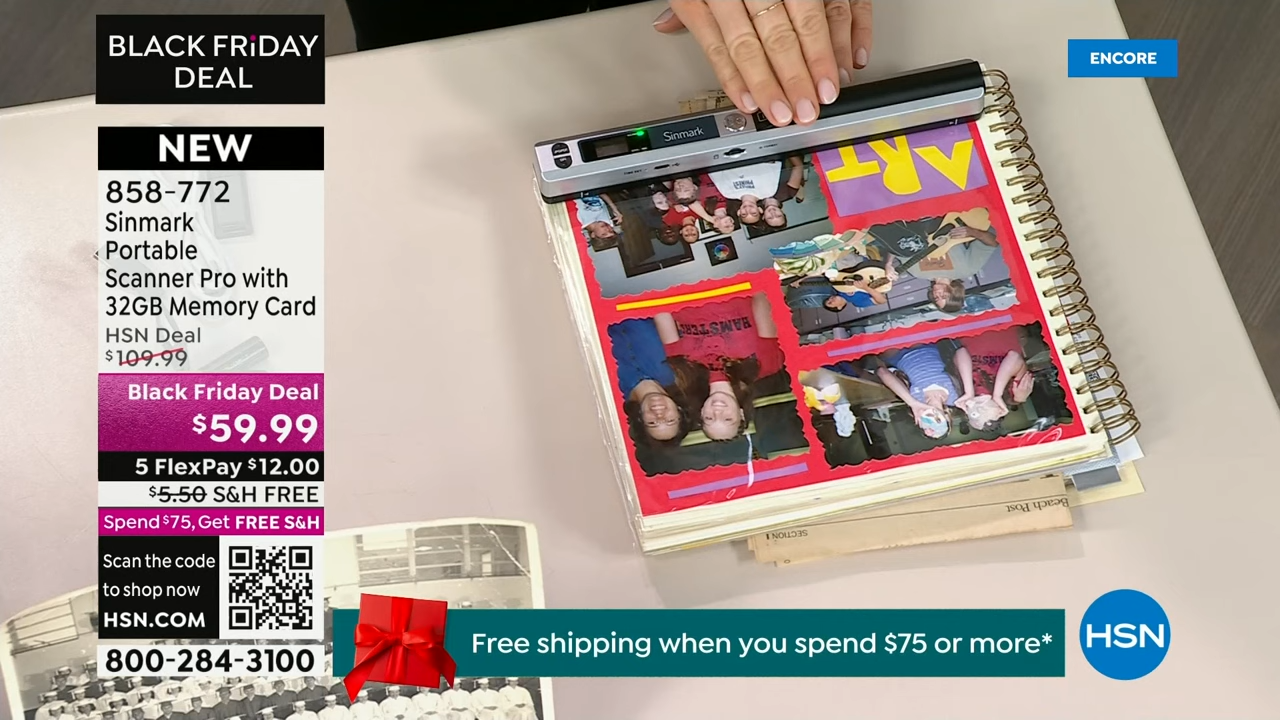 BLACK FRiDAY
DEAL
NEW
858-772
Sinmark
Portable
Scanner Pro with
32GB Memory Card
HSN Deal
$109.99
Black Friday Deal
$59.99
5 FlexPay $12.00
$5.50 S&H FREE
Spend $75, Get FREE S&H
Scan the code
to shop now
HSN.COM
800-284-3100
ENCORE
Sinmark
ART
HAMSTERS
Beach Post
SECTION
Free shipping when you spend $75 or more*
HSN